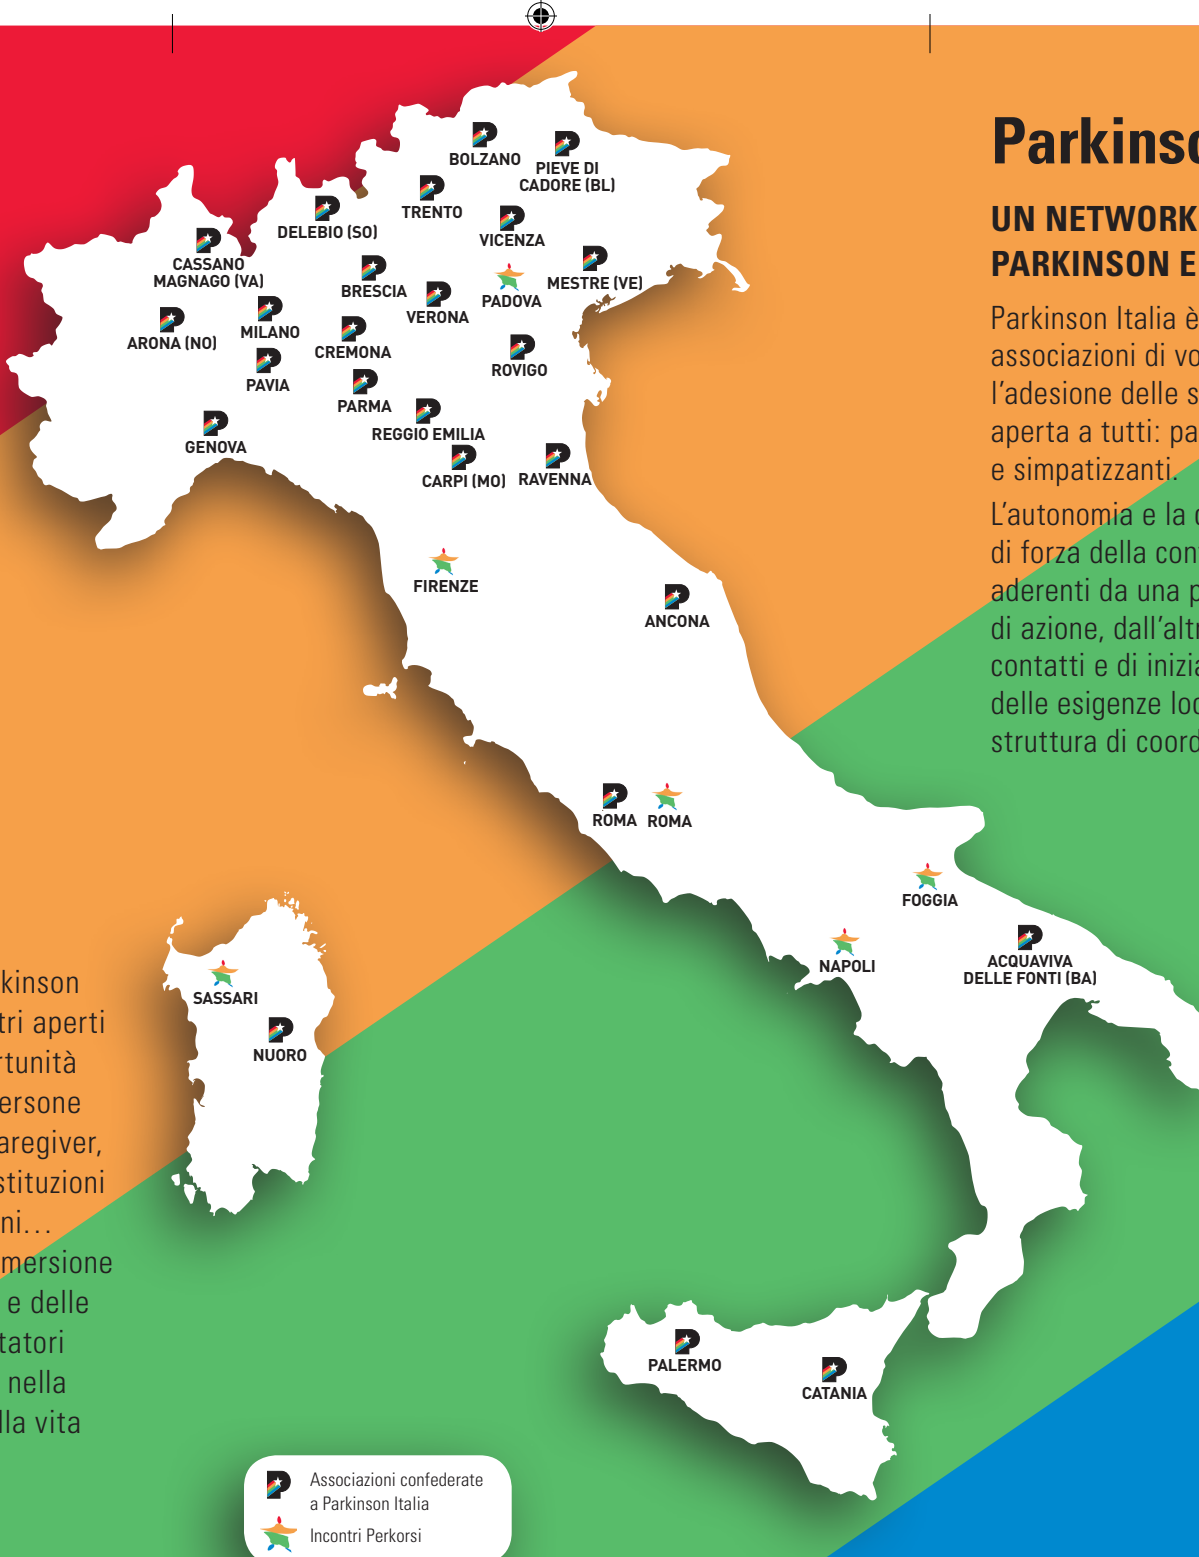 BOLZANO
PIEVE DI
CADORE (BL)
TRENTO
DELEBIO (SO)
VICENZA
CASSANO
MAGNAGO (VA)
BRESCIA
PADOVA
MESTRE (VE)
VERONA
ARONA (NO)
MILANO
CREMONA
ROVIGO
PAVIA
PARMA
REGGIO EMILIA
GENOVA
CARPI (MO)
RAVENNA
FIRENZE
ANCONA
ROMA
ROMA
FOGGIA
NAPOLI
ACQUAVIVA
DELLE FONTI (BA)
SASSARI
NUORO
PALERMO
CATANIA
Parkinso
UN NETWORK
PARKINSON E
Parkinson Italia è
associazioni di vo
l'adesione delle s
aperta a tutti: pa
e simpatizzanti.
L'autonomia e la c
di forza della con
aderenti da una p
di azione, dall'altr
contatti e di inizia
delle esigenze loc
struttura di coord
kinson
tri aperti
rtunità
ersone
aregiver,
stituzioni
ni…
mersione
e delle
tatori
nella
lla vita
Associazioni confederate
a Parkinson Italia
Incontri Perkorsi